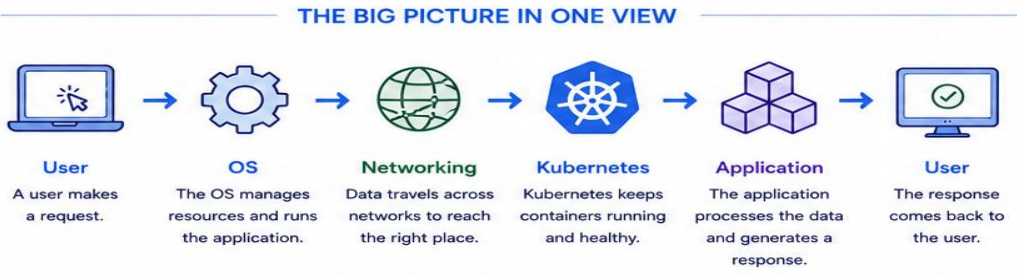 THE BIG PICTURE IN ONE VIEW
User
A user makes
a request.
OS
The OS manages
resources and runs
the application.
Networking
Data travels across
networks to reach
the right place.
Kubernetes
Kubernetes keeps
containers running
and healthy.
Application
The application
processes the data
and generates a
response.
User
The response
comes back to
the user.